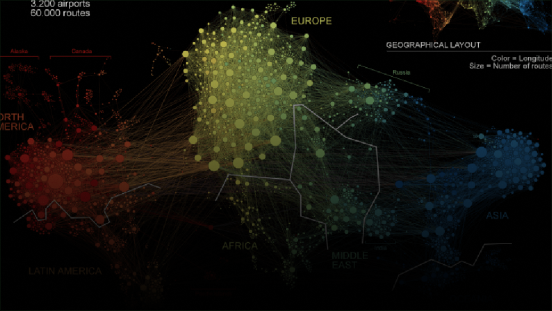 3.200 airports
60.000 routes
EUROPE
GEOGRAPHICAL LAYOUT
Color = Longitude
Size = Number of routes
Alaska
Canada
Russia
NORTH
AMERICA
ASIA
AFRICA
MIDDLE
EAST
LATIN AMERICA